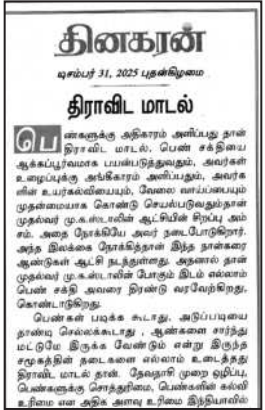 தினகரன்
டிசம்பர் 31, 2025 புதன்கிழமை
திராவிட மாடல்
பெண்களுக்கு அதிகாரம் அளிப்பது தான்
திராவிட மாடல். பெண் சக்தியை
ஆக்கப்பூர்வமாக பயன்படுத்துவதும், அவர்கள்
உழைப்புக்கு அங்கீகாரம் அளிப்பதும், அவர்க
ளின் உயர்கல்வியையும், வேலை வாய்ப்பையும்
முதன்மையாக கொண்டு செயல்படுவதும்தான்
முதல்வர் மு.க.ஸ்டாலின் ஆட்சியின் சிறப்பு அம்
சம். அதை நோக்கியே அவர் நடைபோடுகிறார்.
அந்த இலக்கை நோக்கித்தான் இந்த நான்கரை
ஆண்டுகள் ஆட்சி நடந்துள்ளது. அதனால் தான்
முதல்வர் மு.க.ஸ்டாலின் போகும் இடம் எல்லாம்
பெண் சக்தி அவரை திரண்டு வரவேற்கிறது,
கொண்டாடுகிறது.
பெண்கள் படிக்க கூடாது, அடுப்படியை
தாண்டி செல்லக்கூடாது , ஆண்களை சார்ந்து
மட்டுமே இருக்க வேண்டும் என்று இருந்த
சமூகத்தின் தடைகளை எல்லாம் உடைத்தது
திராவிட மாடல் தான். தேவதாசி முறை ஒழிப்பு,
பெண்களுக்கு சொத்துரிமை, பெண்களின் கல்வி
உரிமை என அதிக அளவு உரிமை இந்தியாவில்